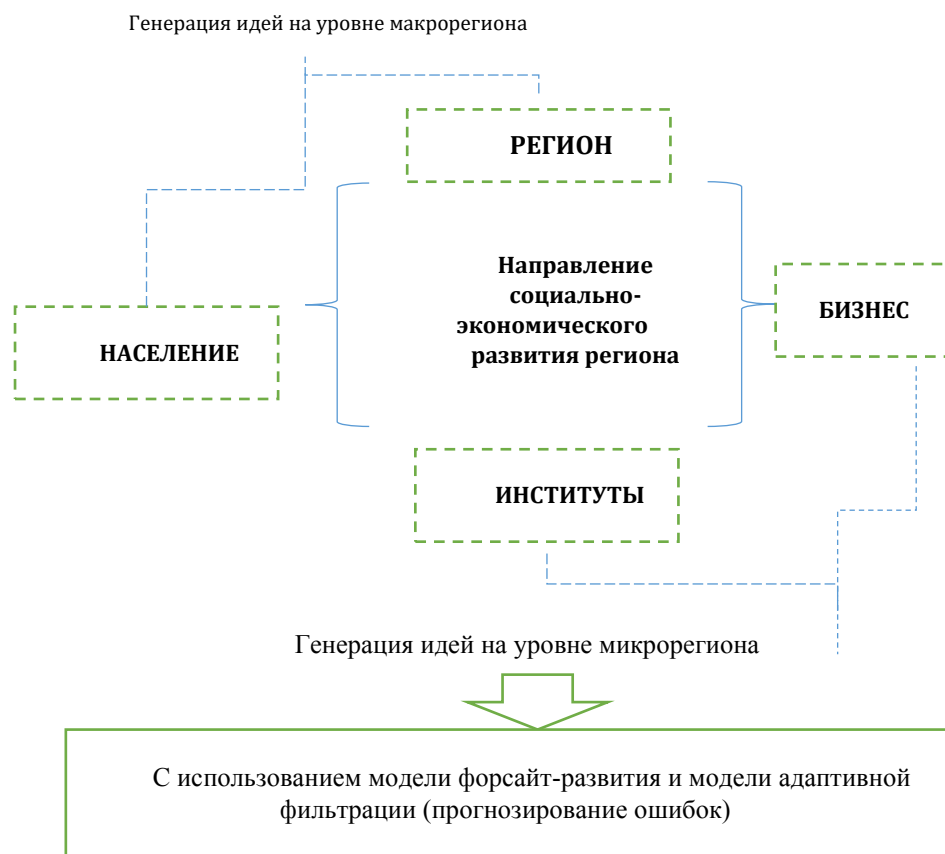 Генерация идей на уровне макрорегиона
РЕГИОН
Направление
социально-
экономического
развития региона
БИЗНЕС
НАСЕЛЕНИЕ
ИНСТИТУТЫ
Генерация идей на уровне микрорегиона
С использованием модели форсайт-развития и модели адаптивной
фильтрации (прогнозирование ошибок)